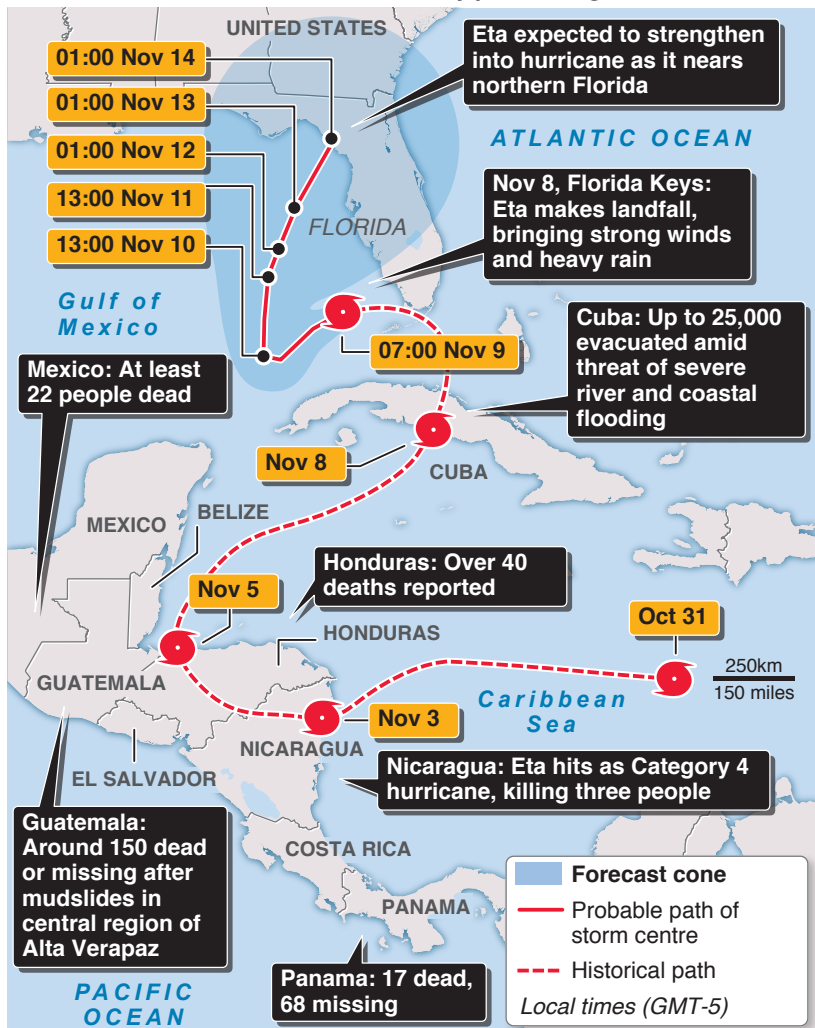 UNITED STATES
01:00 Nov 14
01:00 Nov 13
01:00 Nov 12
13:00 Nov 11
13:00 Nov 10
Eta expected to strengthen
into hurricane as it nears
northern Florida
ATLANTIC OCEAN
Nov 8, Florida Keys:
Eta makes landfall,
bringing strong winds
and heavy rain
FLORIDA
Gulf of
Mexico
07:00 Nov 9
Cuba: Up to 25,000
evacuated amid
threat of severe
river and coastal
flooding
Mexico: At least
22 people dead
Nov 8
CUBA
MEXICO
BELIZE
Honduras: Over 40
deaths reported
Nov 5
HONDURAS
Oct 31
250km
150 miles
GUATEMALA
Caribbean
Sea
Nov 3
NICARAGUA
EL SALVADOR
Nicaragua: Eta hits as Category 4
hurricane, killing three people
Guatemala:
Around 150 dead
or missing after
mudslides in
central region of
Alta Verapaz
COSTA RICA
PANAMA
Panama: 17 dead,
68 missing
PACIFIC
OCEAN
Forecast cone
Probable path of
storm centre
Historical path
Local times (GMT-5)